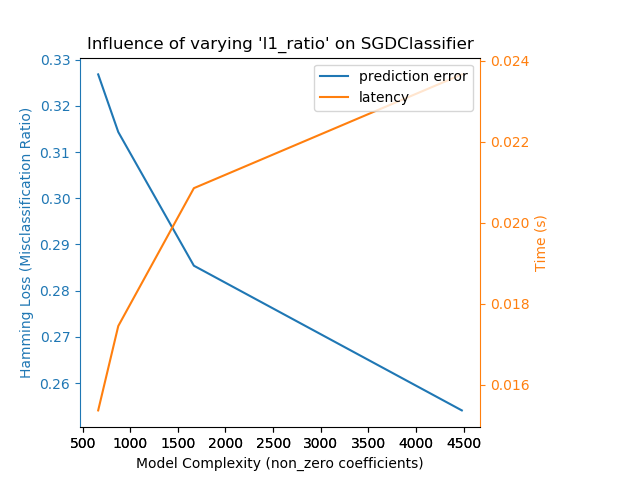 Influence of varying 'l1_ratio' on SGDClassifier
prediction error
latency
0.33
0.32
0.31
0.30
0.29
0.28
0.27
0.26
Hamming Loss (Misclassification Ratio)
0.024
0.022
0.020
0.018
0.016
Time (s)
500 1000 1500 2000 2500 3000 3500 4000 4500
Model Complexity (non_zero coefficients)